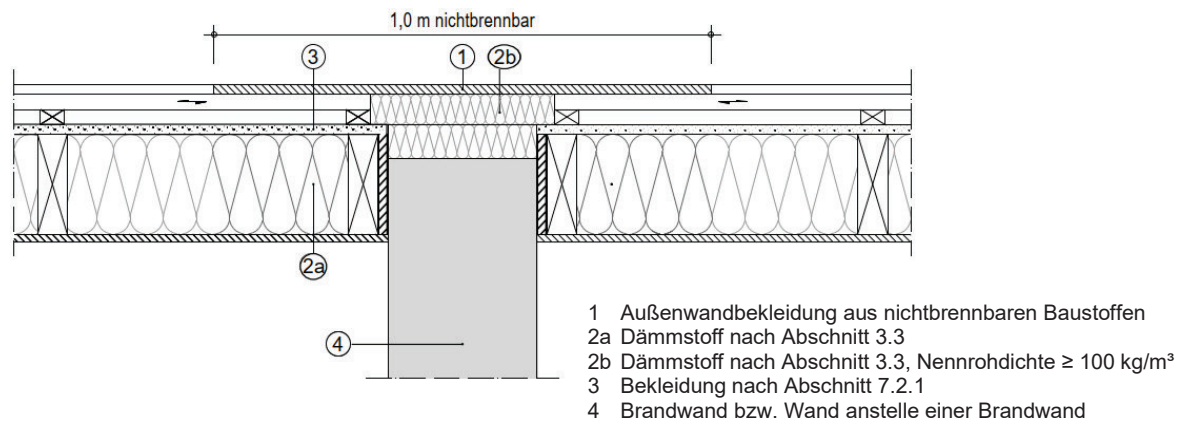 1,0 m nichtbrennbar
3
1
2b
2a
4
1 Außenwandbekleidung aus nichtbrennbaren Baustoffen
2a Dämmstoff nach Abschnitt 3.3
2b Dämmstoff nach Abschnitt 3.3, Nennrohdichte ≥ 100 kg/m³
3 Bekleidung nach Abschnitt 7.2.1
4 Brandwand bzw. Wand anstelle einer Brandwand